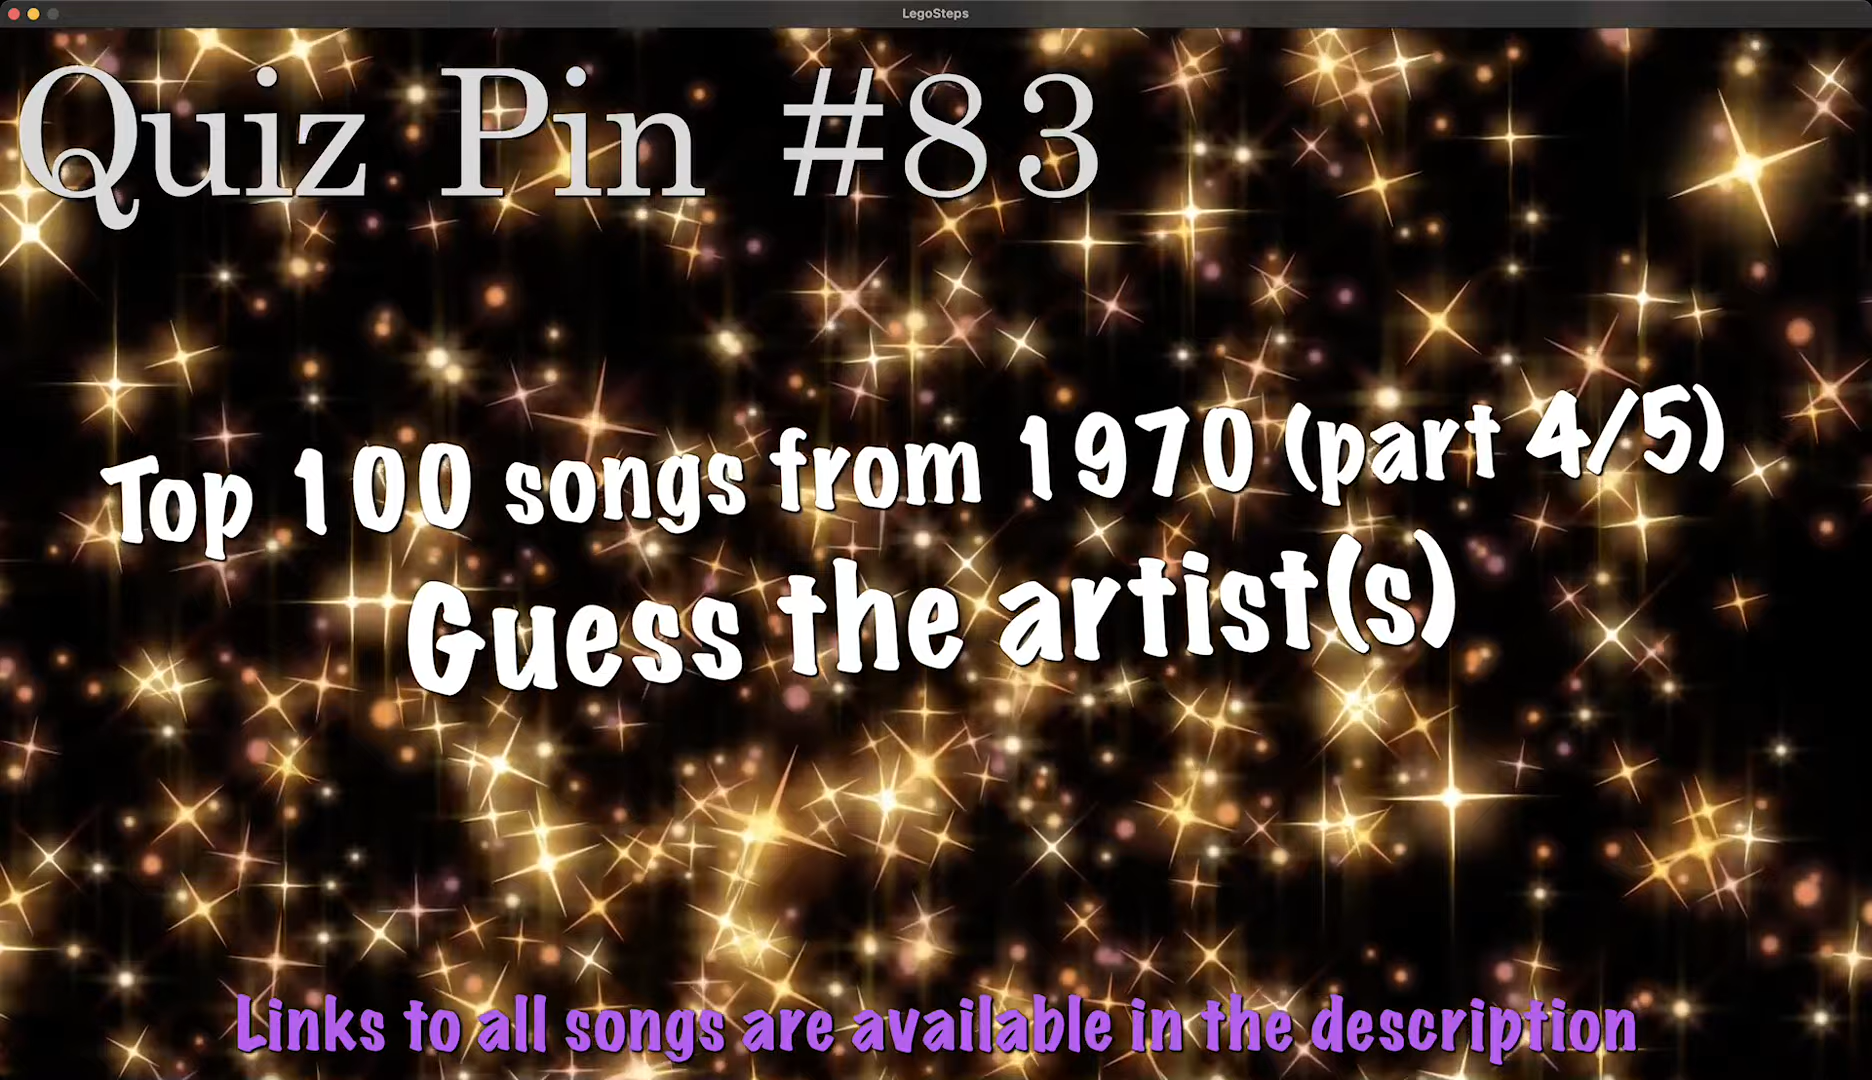 LegoSteps
Quiz Pin #83
Top 100 songs from 1970 (part 4/5)
Guess the artist(s)
Links to all songs are available in the description